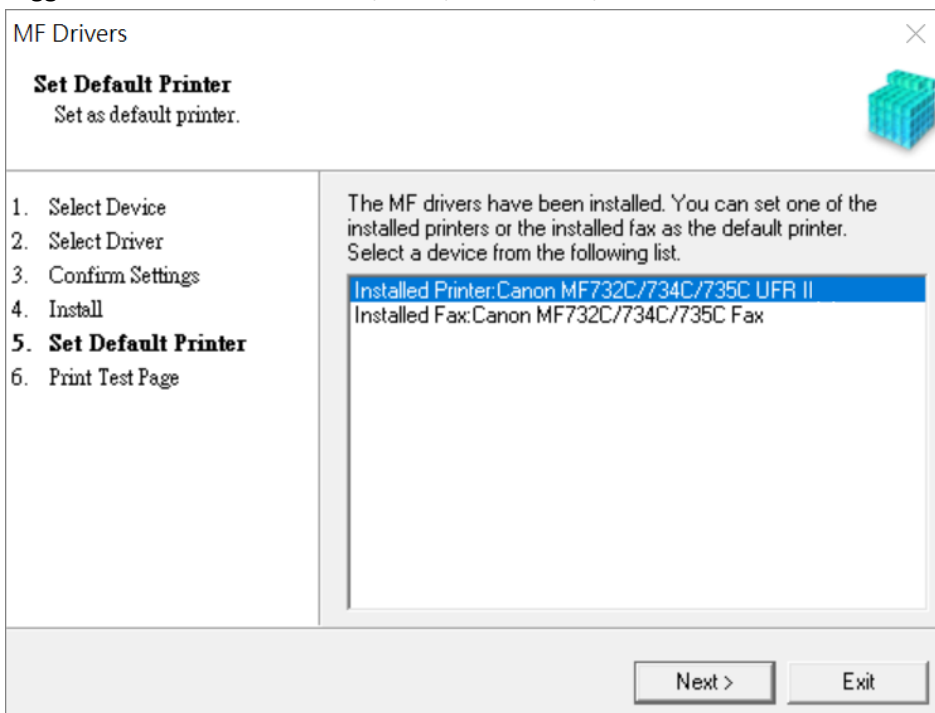 MF Drivers
Set Default Printer
Set as default printer.
1. Select Device
2. Select Driver
3. Confirm Settings
4. Install
5. Set Default Printer
6. Print Test Page
The MF drivers have been installed. You can set one of the
installed printers or the installed fax as the default printer.
Select a device from the following list.
Installed Printer:Canon MF732C/734C/735C UFR II
Installed Fax:Canon MF732C/734C/735C Fax
Next >
Exit